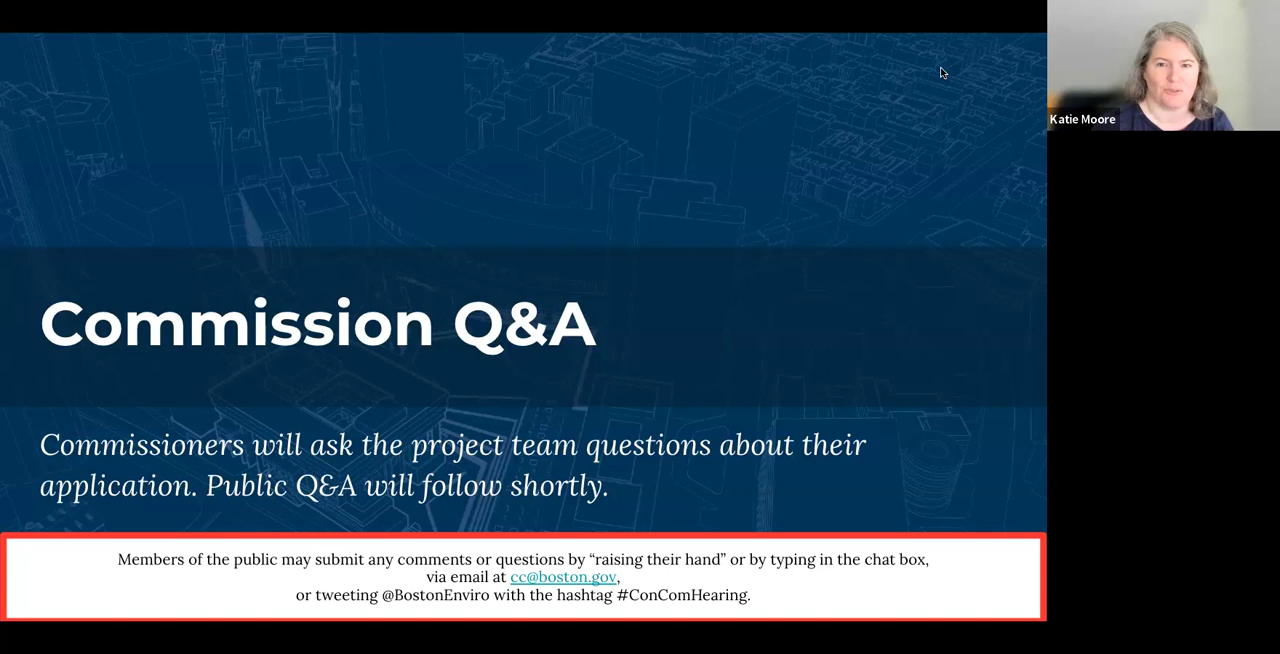 Katie Moore
Commission Q&A
Commissioners will ask the project team questions about their
application. Public Q&A will follow shortly.
Members of the public may submit any comments or questions by “raising their hand” or by typing in the chat box,
via email at cc@boston.gov,
or tweeting @BostonEnviro with the hashtag #ConComHearing.